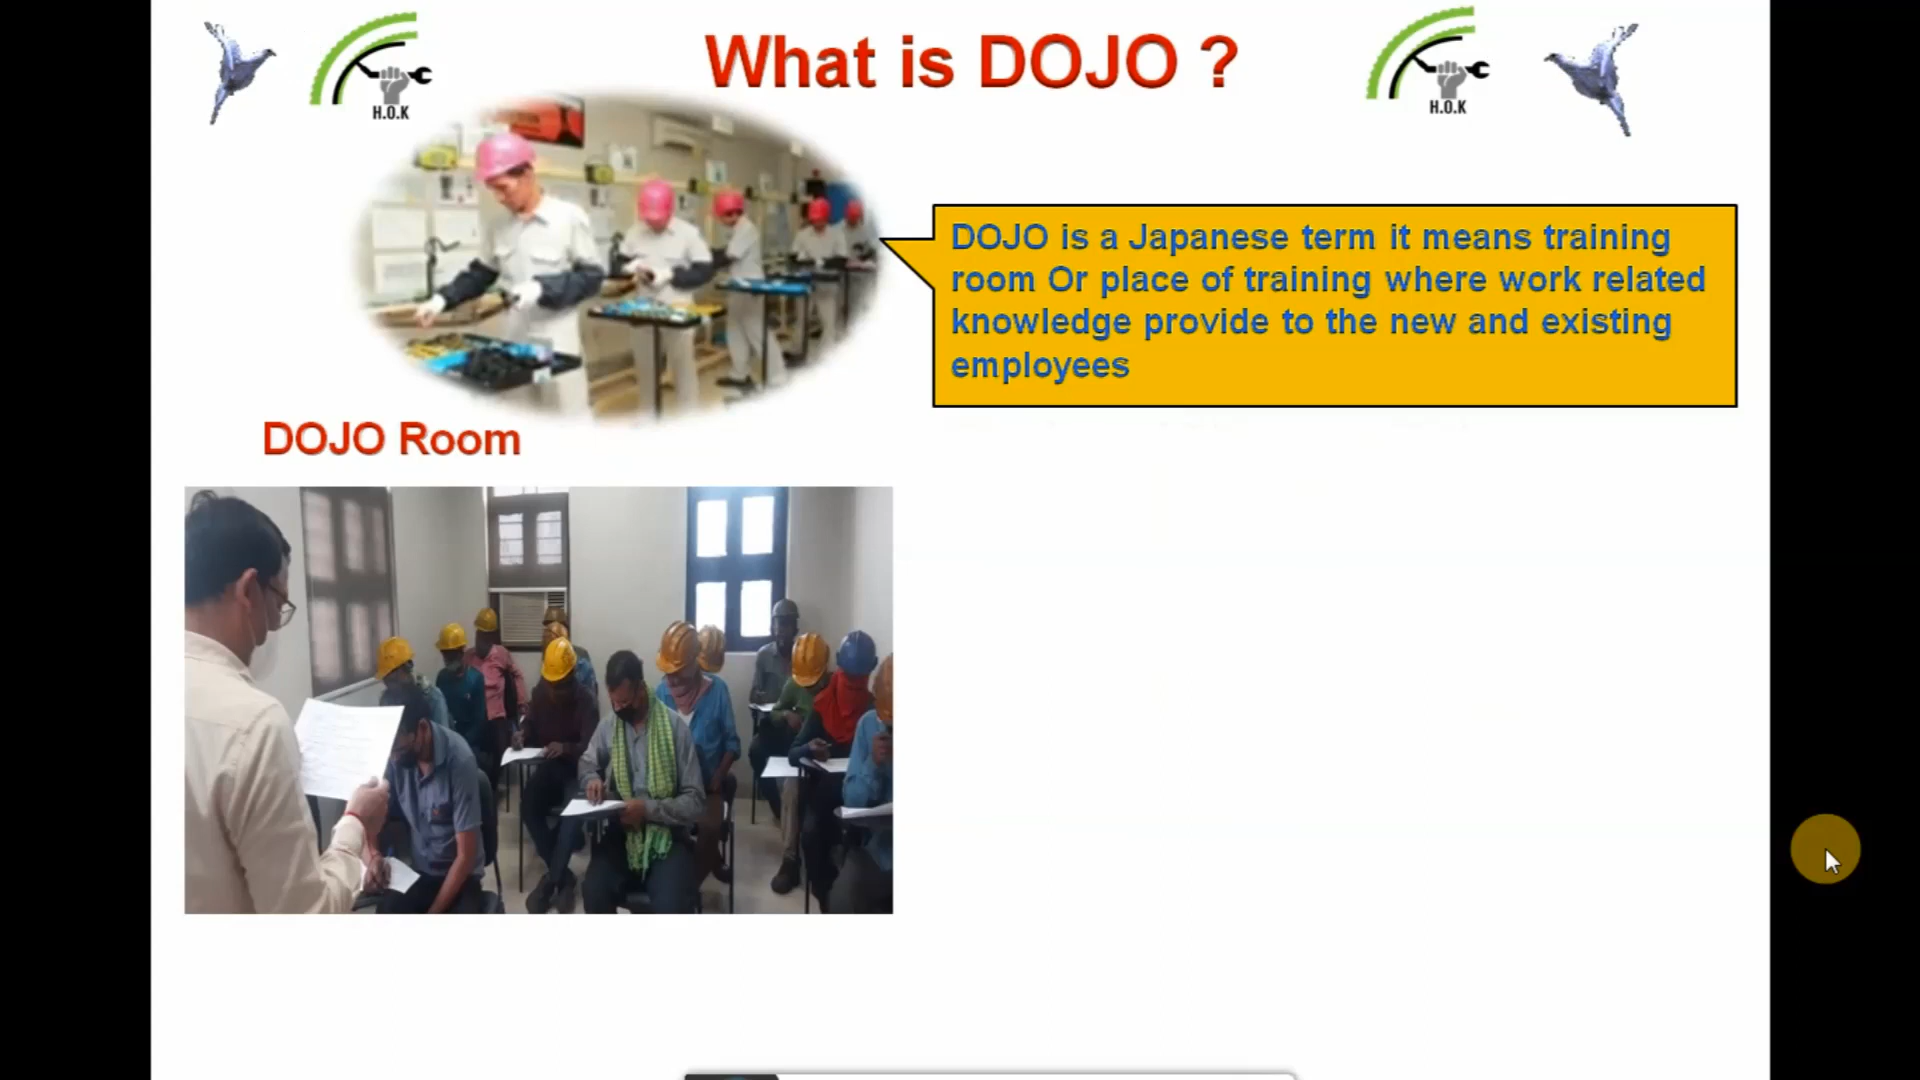 What is DOJO ?
H.O.K
H.O.K
DOJO is a Japanese term it means training
room Or place of training where work related
knowledge provide to the new and existing
employees
DOJO Room